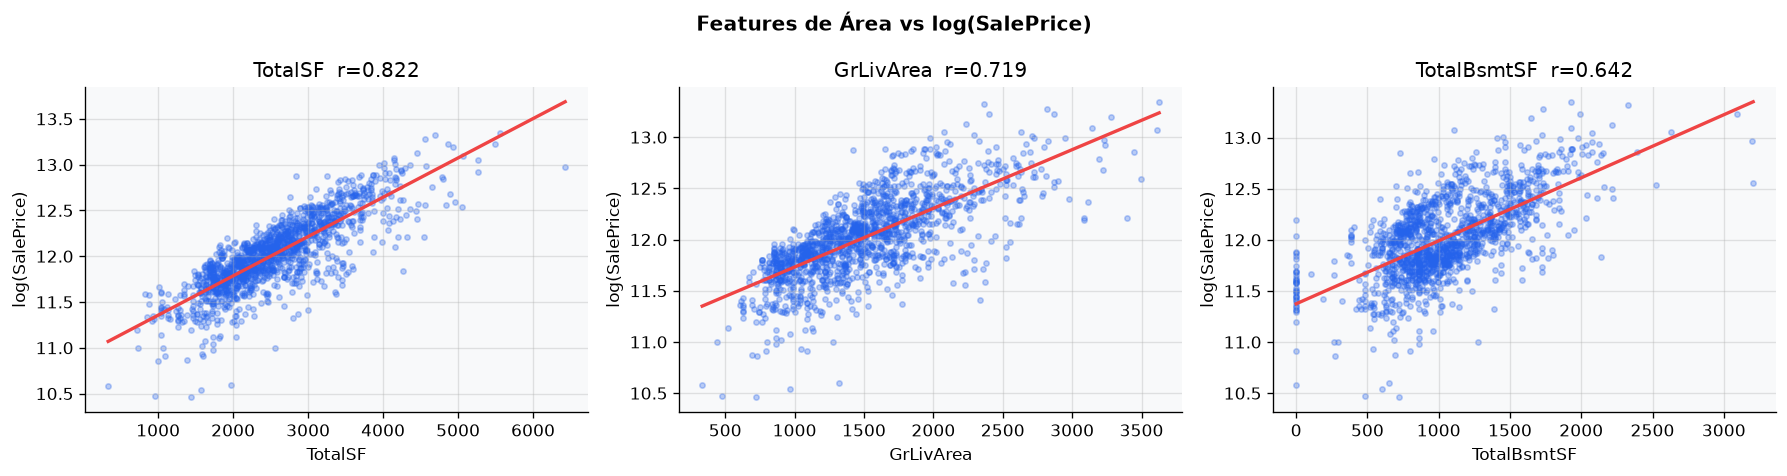 Features de Área vs log(SalePrice)
TotalSF  r=0.822
13.5
13.0
12.5
12.0
11.5
11.0
10.5
log(SalePrice)
1000 2000 3000 4000 5000 6000
TotalSF
GrLivArea  r=0.719
13.0
12.5
12.0
11.5
11.0
10.5
log(SalePrice)
500 1000 1500 2000 2500 3000 3500
GrLivArea
TotalBsmtSF  r=0.642
13.0
12.5
12.0
11.5
11.0
10.5
log(SalePrice)
0 500 1000 1500 2000 2500 3000
TotalBsmtSF